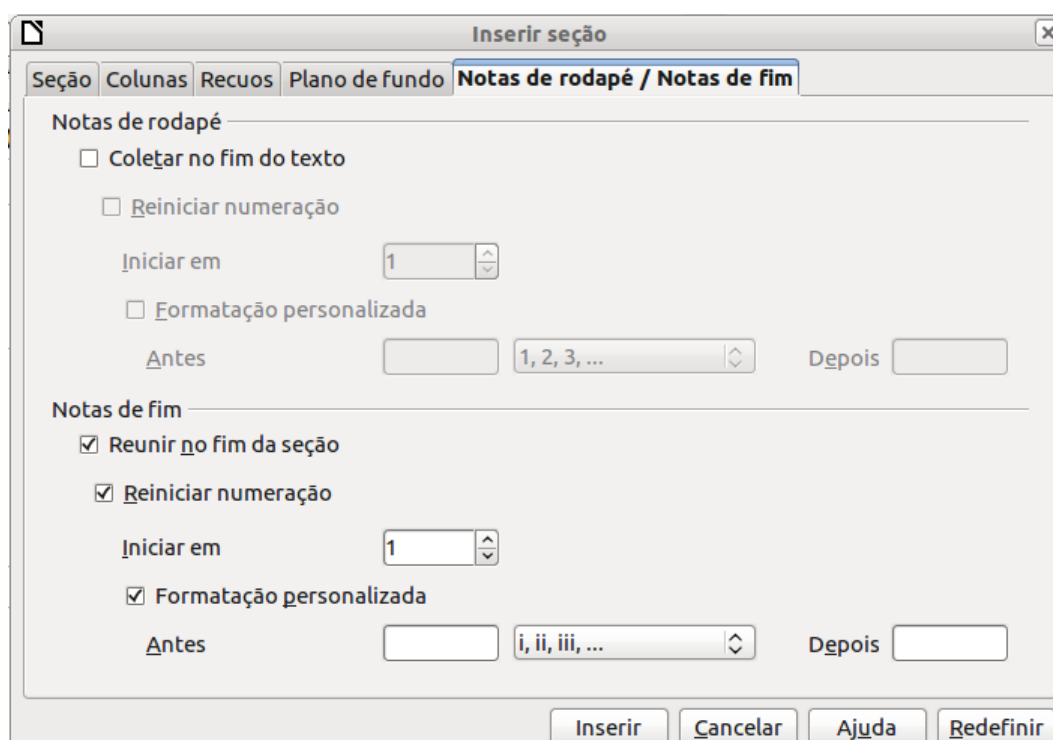 Inserir seção
Seção Colunas Recuos Plano de fundo Notas de rodapé / Notas de fim
Notas de rodapé
Coletar no fim do texto
Reiniciar numeração
Iniciar em 1
Formatação personalizada
Antes 1, 2, 3, ... Depois
Notas de fim
Reunir no fim da seção
Reiniciar numeração
Iniciar em 1
Formatação personalizada
Antes i, ii, iii, ... Depois
Inserir Cancelar Ajuda Redefinir